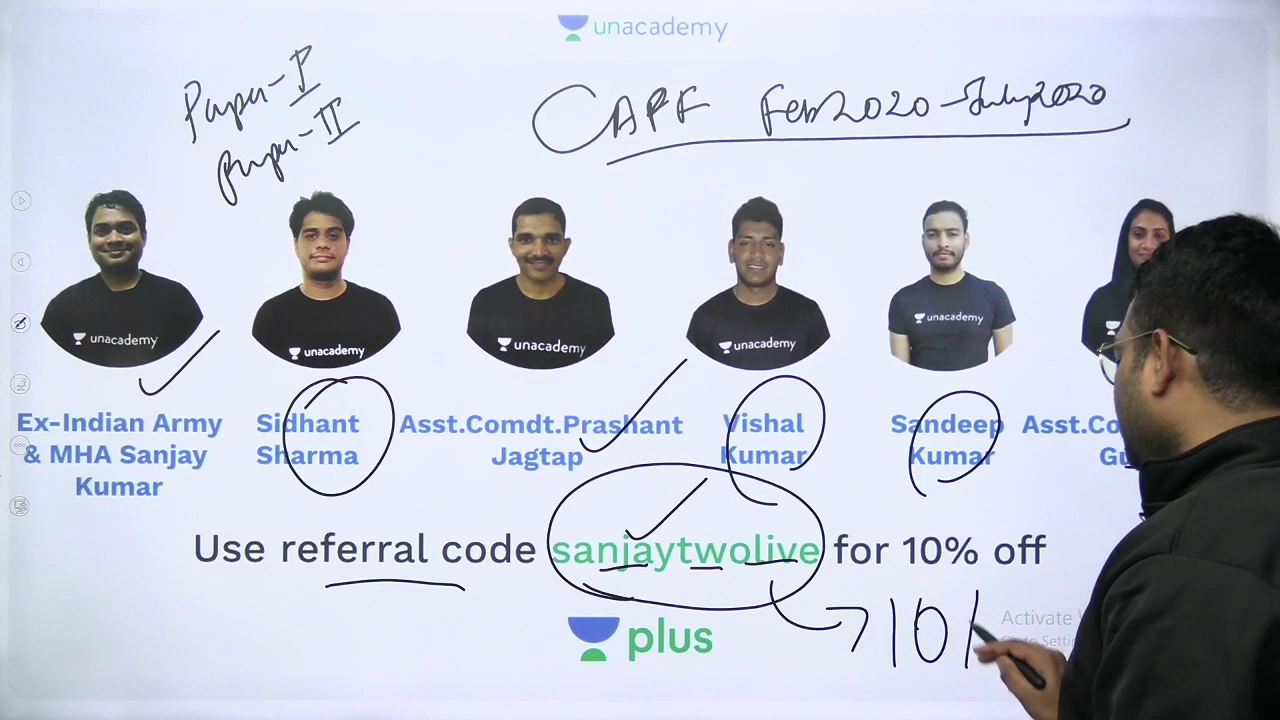 unacademy
Paper-I
Paper-II
CAPF Feb2020-July2020
unacademy
unacademy
unacademy
unacademy
unacademy
Ex-Indian Army
& MHA Sanjay
Kumar
Sidhant
Sharma
Asst.Comdt.Prashant
Jagtap
Vishal
Kumar
Sandeep
Kumar
Use referral code sanjaytwolive for 10% off
plus
10/
Activate